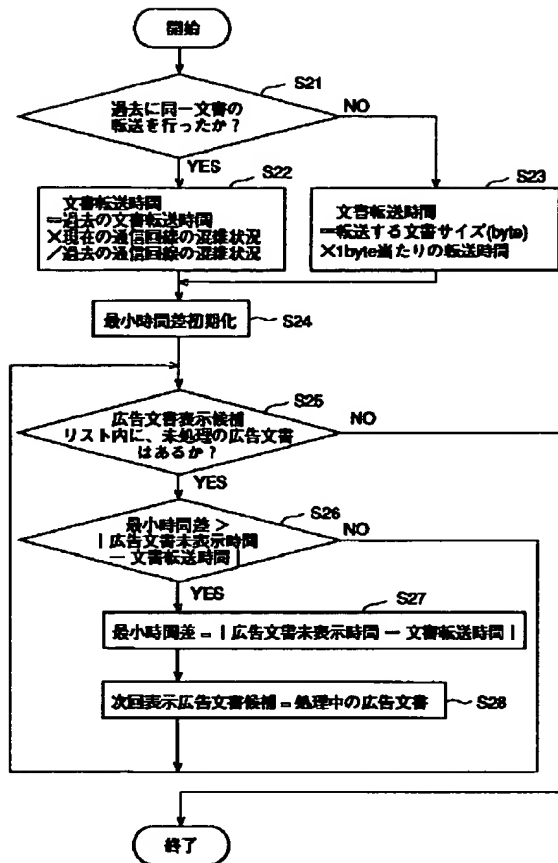 開始
S21
過去に同一文書の
転送を行ったか?
NO
YES
S22
文書転送時間
=過去の文書転送時間
×現在の通信回線の混雑状況
/過去の通信回線の混雑状況
S23
文書転送時間
=転送する文書サイズ(byte)
×1byte当たりの転送時間
最小時間差初期化
S24
S25
広告文書表示候補
リスト内に、未処理の広告文書
はあるか?
NO
YES
S26
最小時間差 >
| 広告文書未表示時間
— 文書転送時間 |
NO
YES
S27
最小時間差 = | 広告文書未表示時間 — 文書転送時間 |
次回表示広告文書候補 = 処理中の広告文書
S28
終了